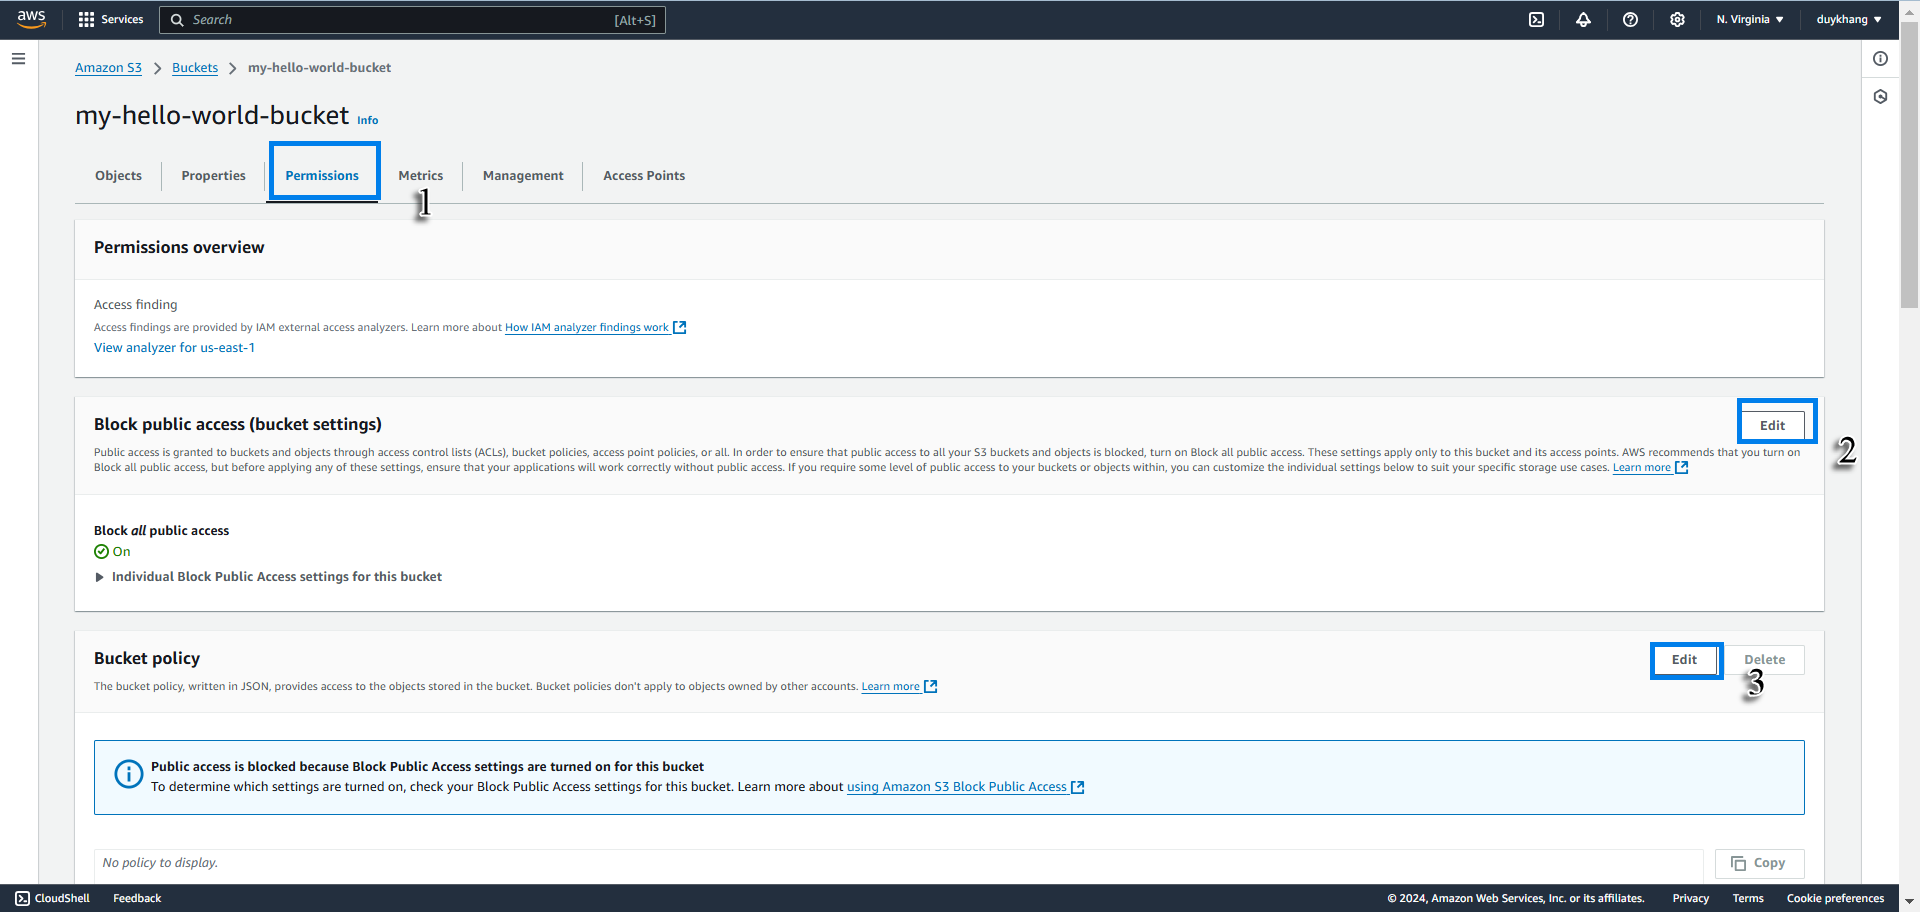 aws Services Search [Alt+S] N. Virginia ▼ duykhang ▼
Amazon S3 > Buckets > my-hello-world-bucket
my-hello-world-bucket Info
Objects Properties Permissions Metrics Management Access Points
1
Permissions overview
Access finding
Access findings are provided by IAM external access analyzers. Learn more about How IAM analyzer findings work
View analyzer for us-east-1
Block public access (bucket settings) Edit
2
Public access is granted to buckets and objects through access control lists (ACLs), bucket policies, access point policies, or all. In order to ensure that public access to all your S3 buckets and objects is blocked, turn on Block all public access. These settings apply only to this bucket and its access points. AWS recommends that you turn on
Block all public access, but before applying any of these settings, ensure that your applications will work correctly without public access. If you require some level of public access to your buckets or objects within, you can customize the individual settings below to suit your specific storage use cases. Learn more
Block all public access
On
Individual Block Public Access settings for this bucket
Bucket policy Edit Delete
3
The bucket policy, written in JSON, provides access to the objects stored in the bucket. Bucket policies don't apply to objects owned by other accounts. Learn more
Public access is blocked because Block Public Access settings are turned on for this bucket
To determine which settings are turned on, check your Block Public Access settings for this bucket. Learn more about using Amazon S3 Block Public Access
No policy to display. Copy
CloudShell Feedback © 2024, Amazon Web Services, Inc. or its affiliates. Privacy Terms Cookie preferences